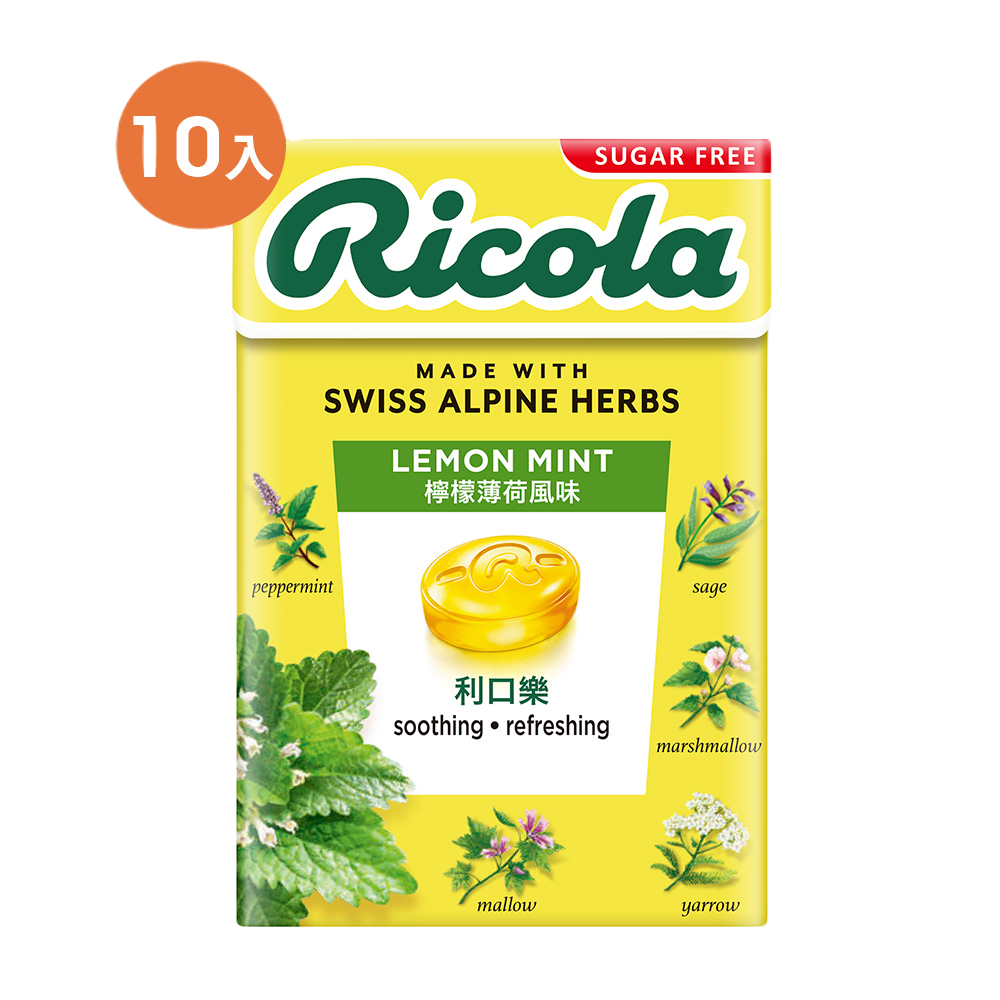 10入
SUGAR FREE
Ricola
MADE WITH
SWISS ALPINE HERBS
LEMON MINT
檸檬薄荷風味
peppermint
sage
利口樂
soothing • refreshing
marshmallow
mallow
yarrow